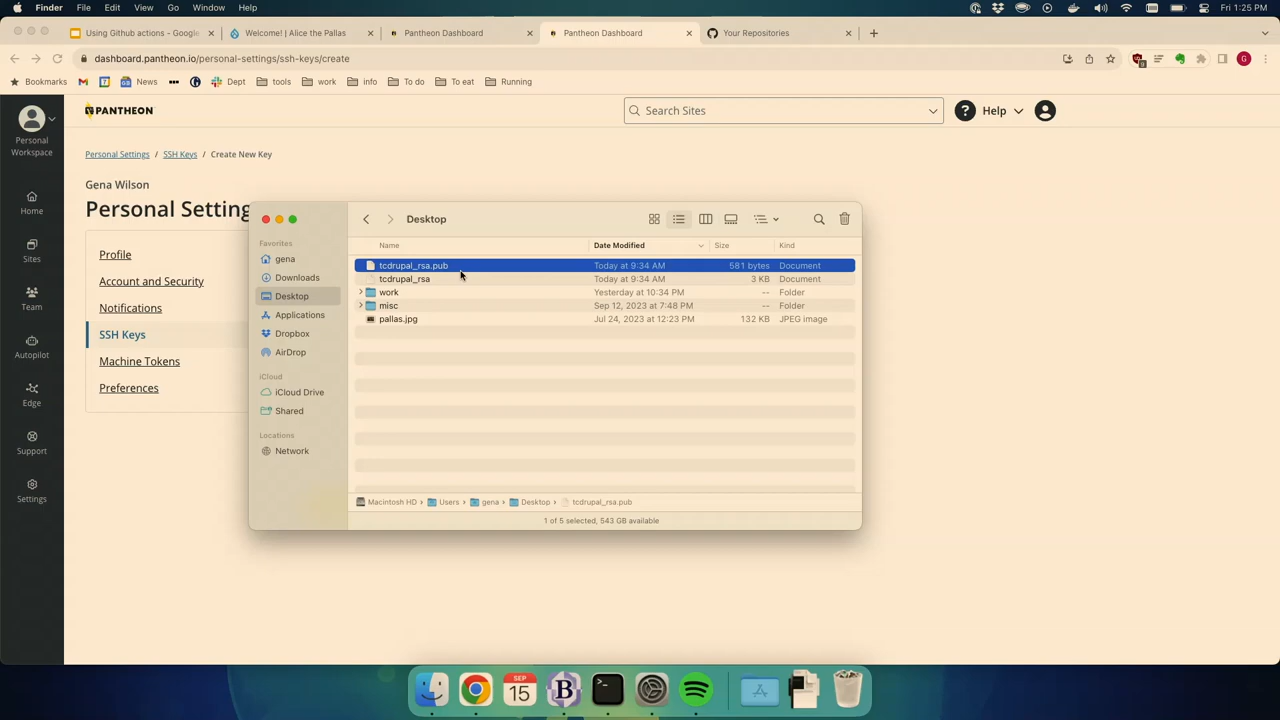 Finder File Edit View Go Window Help
Fri 1:25 PM
Using Github actions - Google
Welcome! | Alice the Pallas
Pantheon Dashboard
Pantheon Dashboard
Your Repositories
dashboard.pantheon.io/personal-settings/ssh-keys/create
G
Bookmarks News Dept tools work info To do To eat Running
Personal
Workspace
Home
Sites
Team
Autopilot
Edge
Support
Settings
PANTHEON
Search Sites
? Help
Personal Settings / SSH Keys / Create New Key
Gena Wilson
Personal Setting
Profile
Account and Security
Notifications
SSH Keys
Machine Tokens
Preferences
Desktop
Favorites
gena
Downloads
Desktop
Applications
Dropbox
AirDrop
iCloud
iCloud Drive
Shared
Locations
Network
Name Date Modified Size Kind
tcdrupal_rsa.pub Today at 9:34 AM 581 bytes Document
tcdrupal_rsa Today at 9:34 AM 3 KB Document
work Yesterday at 10:34 PM -- Folder
misc Sep 12, 2023 at 7:48 PM -- Folder
pallas.jpg Jul 24, 2023 at 12:23 PM 132 KB JPEG image
Macintosh HD › Users › gena › Desktop › tcdrupal_rsa.pub
1 of 5 selected, 543 GB available
SEP
15
B
>_